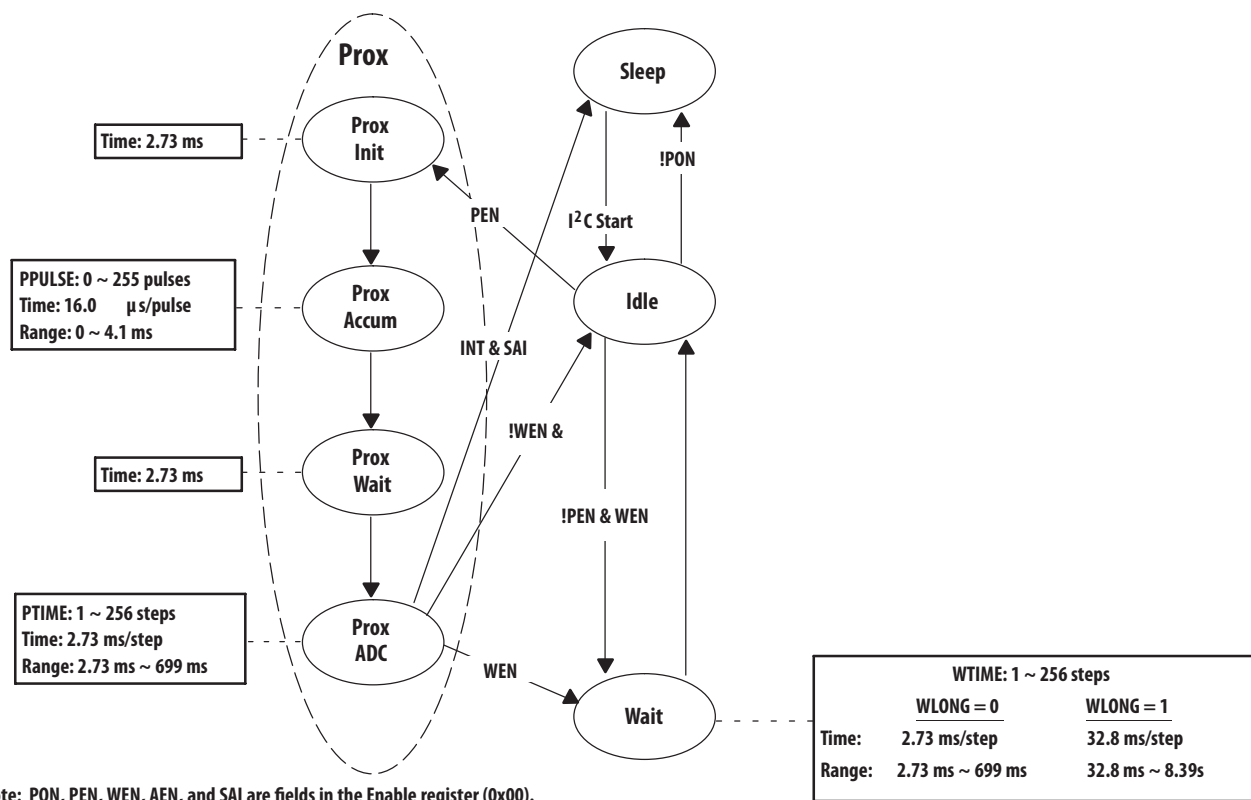 Prox
Sleep
Prox
Init
Time: 2.73 ms
!PON
PEN
I²C Start
PPULSE: 0 ~ 255 pulses
Time: 16.0 μs/pulse
Range: 0 ~ 4.1 ms
Prox
Accum
Idle
INT & SAI
!WEN &
Prox
Wait
Time: 2.73 ms
!PEN & WEN
PTIME: 1 ~ 256 steps
Time: 2.73 ms/step
Range: 2.73 ms ~ 699 ms
Prox
ADC
WEN
Wait
WTIME: 1 ~ 256 steps
WLONG = 0 WLONG = 1
Time: 2.73 ms/step 32.8 ms/step
Range: 2.73 ms ~ 699 ms 32.8 ms ~ 8.39s
te: PON, PEN, WEN, AEN, and SAI are fields in the Enable register (0x00).